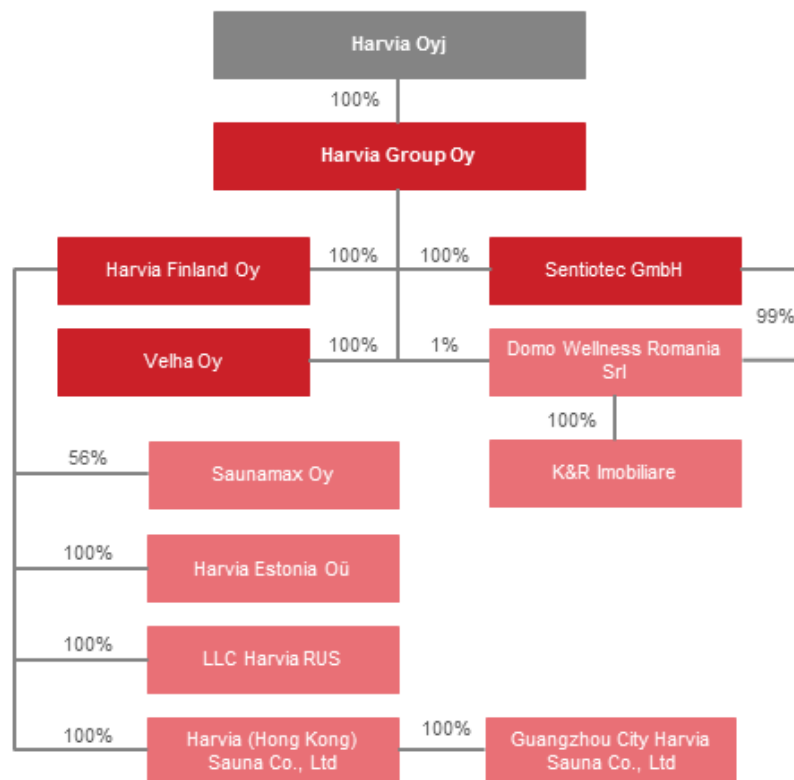 Harvia Oyj
100%
Harvia Group Oy
Harvia Finland Oy
100%
100%
Sentiotec GmbH
99%
Velha Oy
100%
1%
Domo Wellness Romania
Srl
100%
56%
Saunamax Oy
K&R Imobiliare
100%
Harvia Estonia Oü
100%
LLC Harvia RUS
100%
Harvia (Hong Kong)
Sauna Co., Ltd
100%
Guangzhou City Harvia
Sauna Co., Ltd